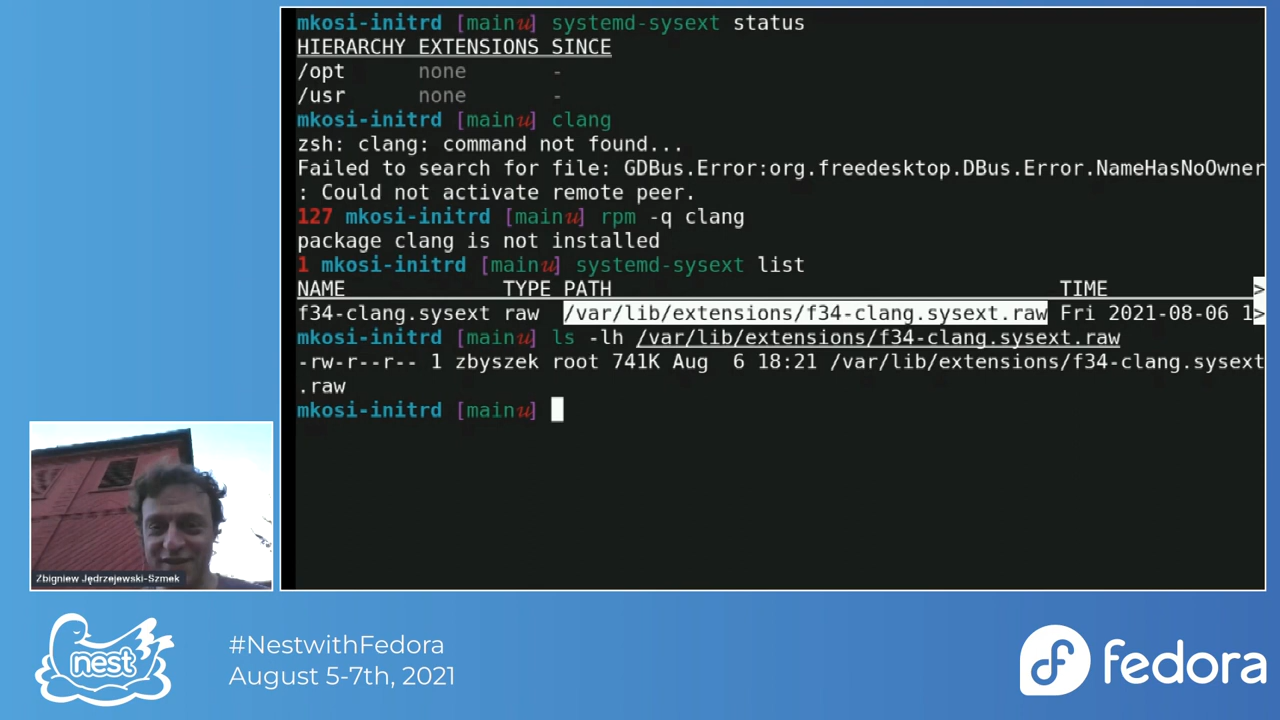 mkosi-initrd [main𝓊] systemd-sysext status
HIERARCHY EXTENSIONS SINCE
/opt      none       -
/usr      none       -
mkosi-initrd [main𝓊] clang
zsh: clang: command not found...
Failed to search for file: GDBus.Error:org.freedesktop.DBus.Error.NameHasNoOwner
: Could not activate remote peer.
127 mkosi-initrd [main𝓊] rpm -q clang
package clang is not installed
1 mkosi-initrd [main𝓊] systemd-sysext list
NAME             TYPE PATH                                     TIME            >
f34-clang.sysext raw  /var/lib/extensions/f34-clang.sysext.raw Fri 2021-08-06 1>
mkosi-initrd [main𝓊] ls -lh /var/lib/extensions/f34-clang.sysext.raw
-rw-r--r-- 1 zbyszek root 741K Aug  6 18:21 /var/lib/extensions/f34-clang.sysext
.raw
mkosi-initrd [main𝓊]
Zbigniew Jędrzejewski-Szmek
nest
#NestwithFedora
August 5-7th, 2021
fedora